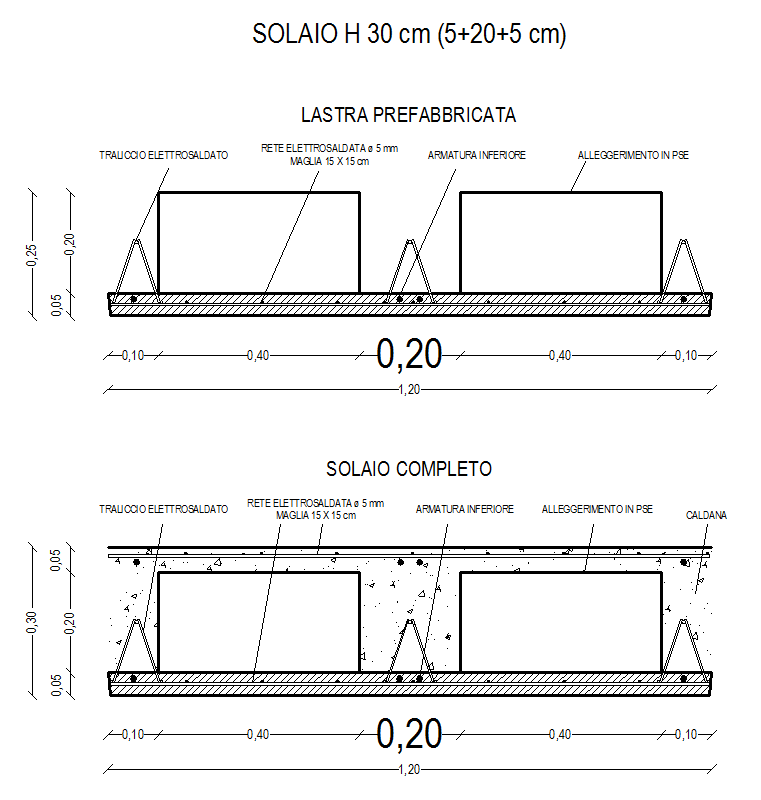 SOLAIO H 30 cm (5+20+5 cm)
LASTRA PREFABBRICATA
TRALICCIO ELETTROSALDATO
RETE ELETTROSALDATA ø 5 mm
MAGLIA 15 X 15 cm
ARMATURA INFERIORE
ALLEGGERIMENTO IN PSE
0,25
0,20
0,05
0,10
0,40
0,20
0,40
0,10
1,20
SOLAIO COMPLETO
TRALICCIO ELETTROSALDATO
RETE ELETTROSALDATA ø 5 mm
MAGLIA 15 X 15 cm
ARMATURA INFERIORE
ALLEGGERIMENTO IN PSE
CALDANA
0,30
0,05
0,20
0,05
0,10
0,40
0,20
0,40
0,10
1,20